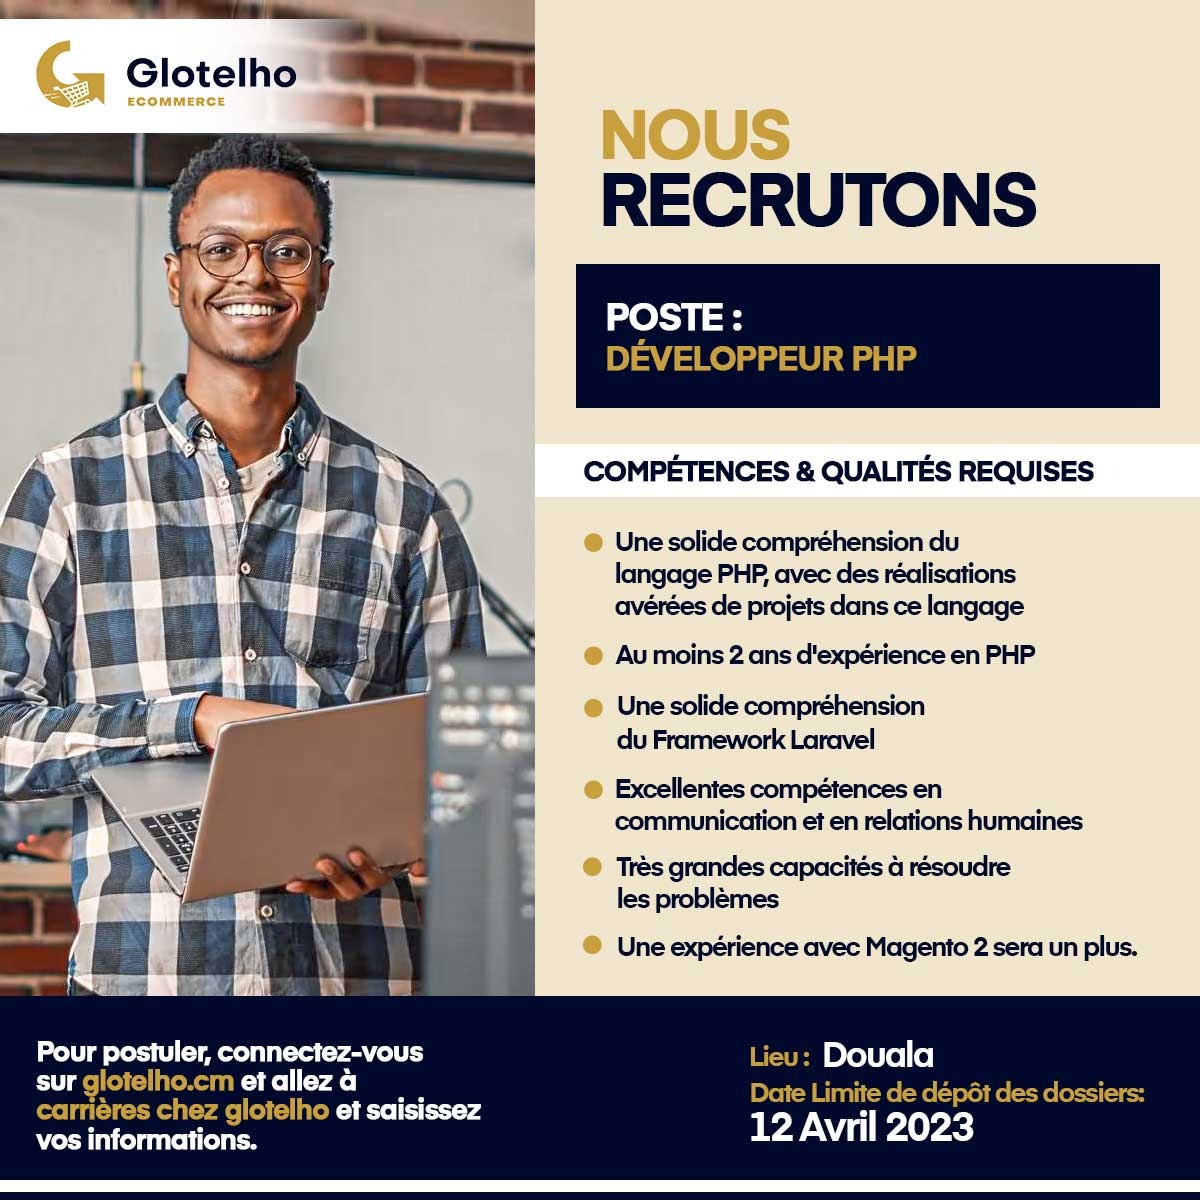 Glotelho
ECOMMERCE
NOUS
RECRUTONS
POSTE :
DÉVELOPPEUR PHP
COMPÉTENCES & QUALITÉS REQUISES
Une solide compréhension du
langage PHP, avec des réalisations
avérées de projets dans ce langage
Au moins 2 ans d'expérience en PHP
Une solide compréhension
du Framework Laravel
Excellentes compétences en
communication et en relations humaines
Très grandes capacités à résoudre
les problèmes
Une expérience avec Magento 2 sera un plus.
Pour postuler, connectez-vous
sur glotelho.cm et allez à
carrières chez glotelho et saisissez
vos informations.
Lieu : Douala
Date Limite de dépôt des dossiers:
12 Avril 2023